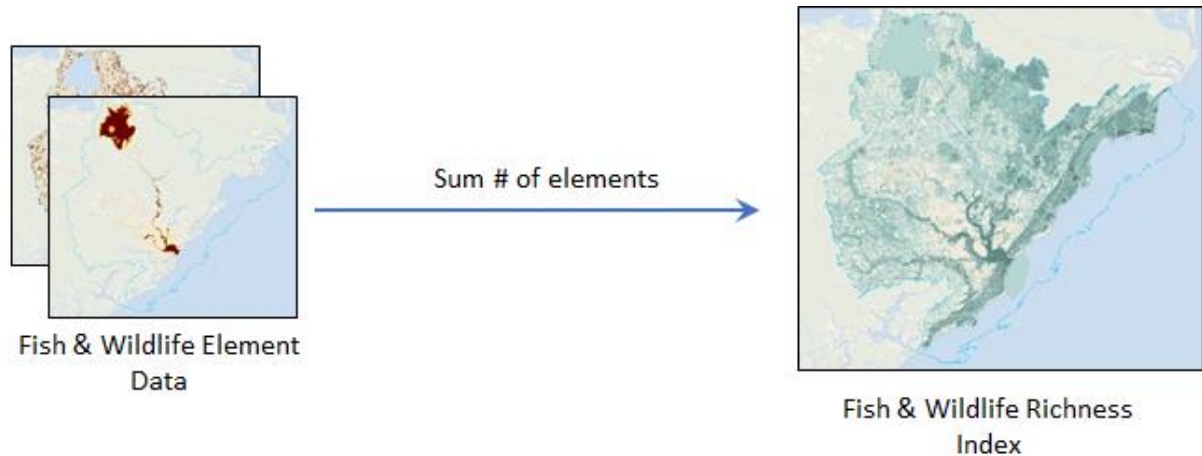 Sum # of elements
Fish & Wildlife Element
Data
Fish & Wildlife Richness
Index